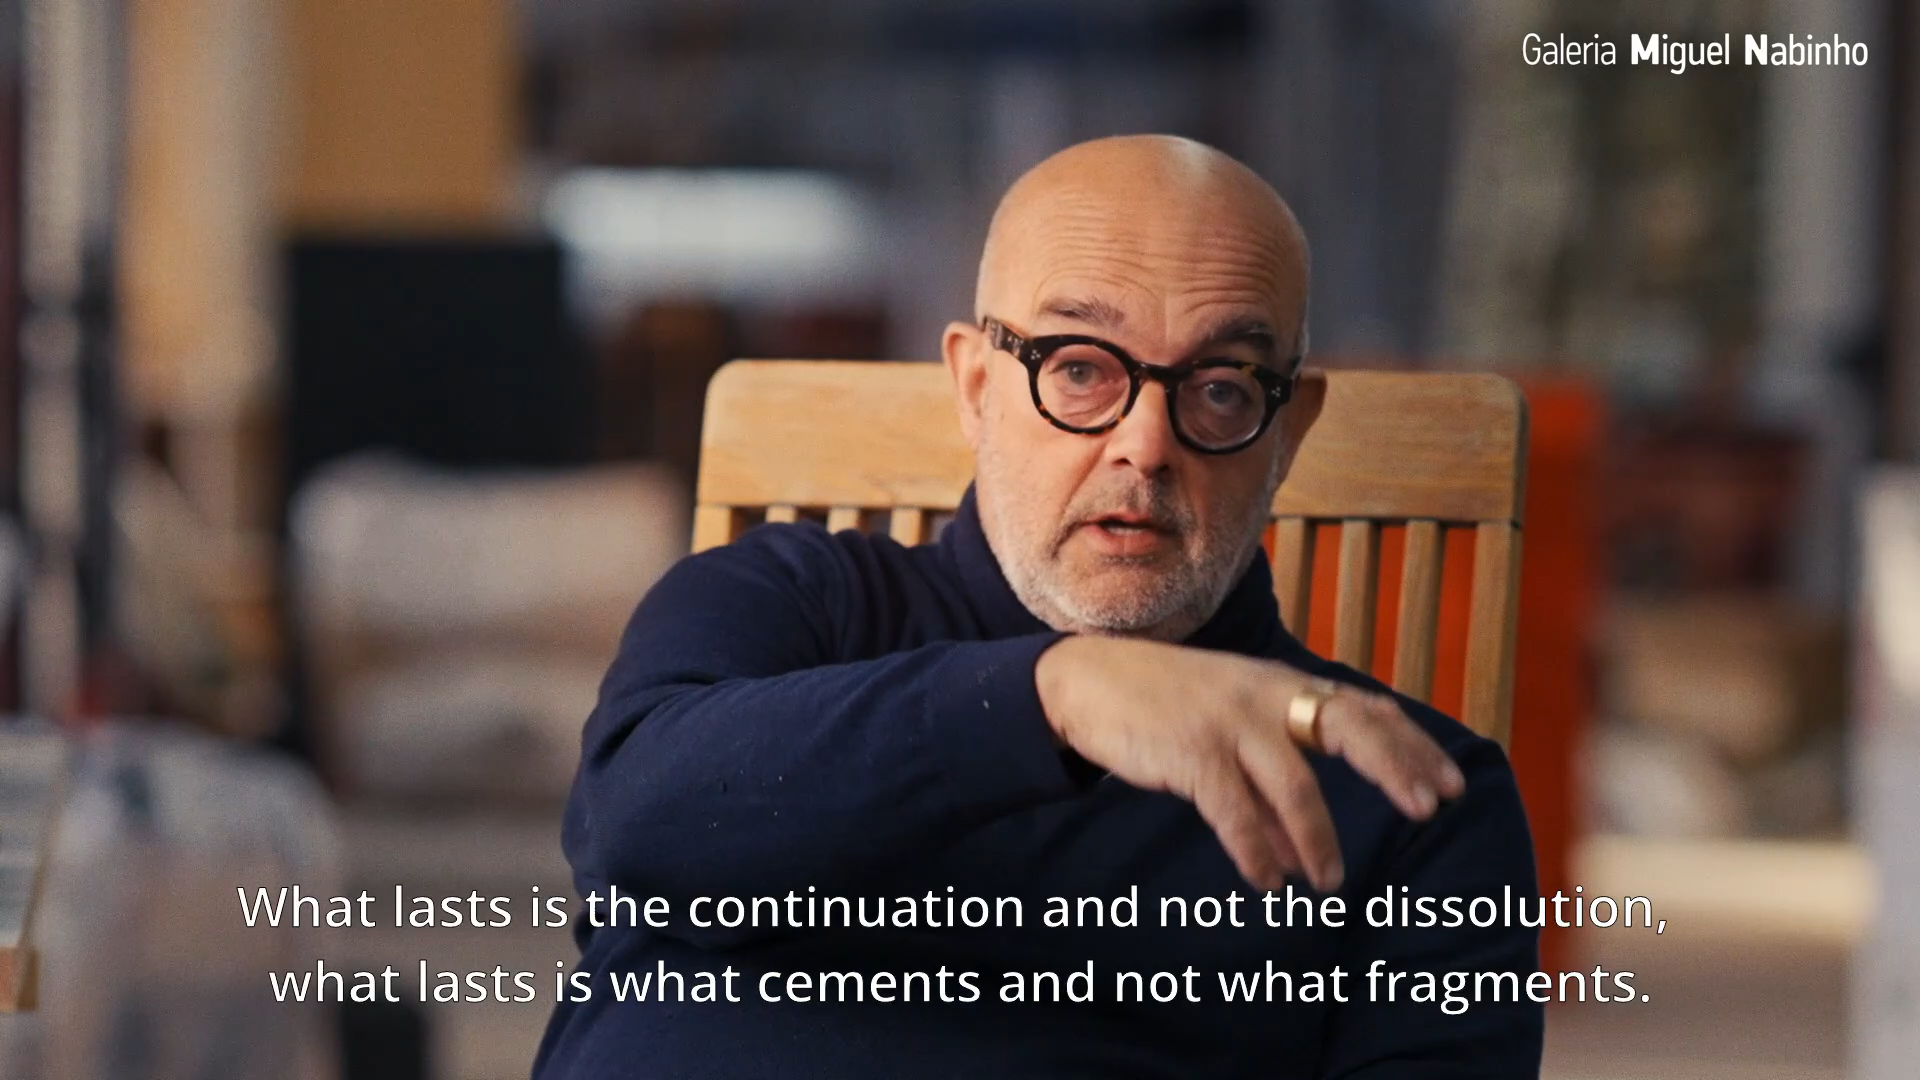 Galeria Miguel Nabinho
What lasts is the continuation and not the dissolution,
what lasts is what cements and not what fragments.